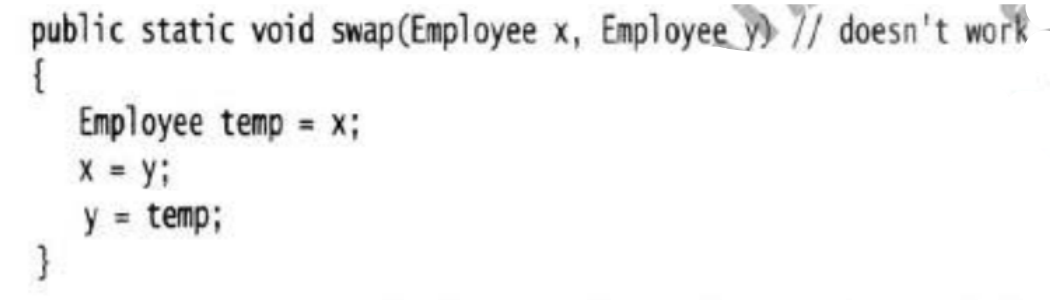 public static void swap(Employee x, Employee y) // doesn't work
{
Employee temp = x;
x = y;
y = temp;
}